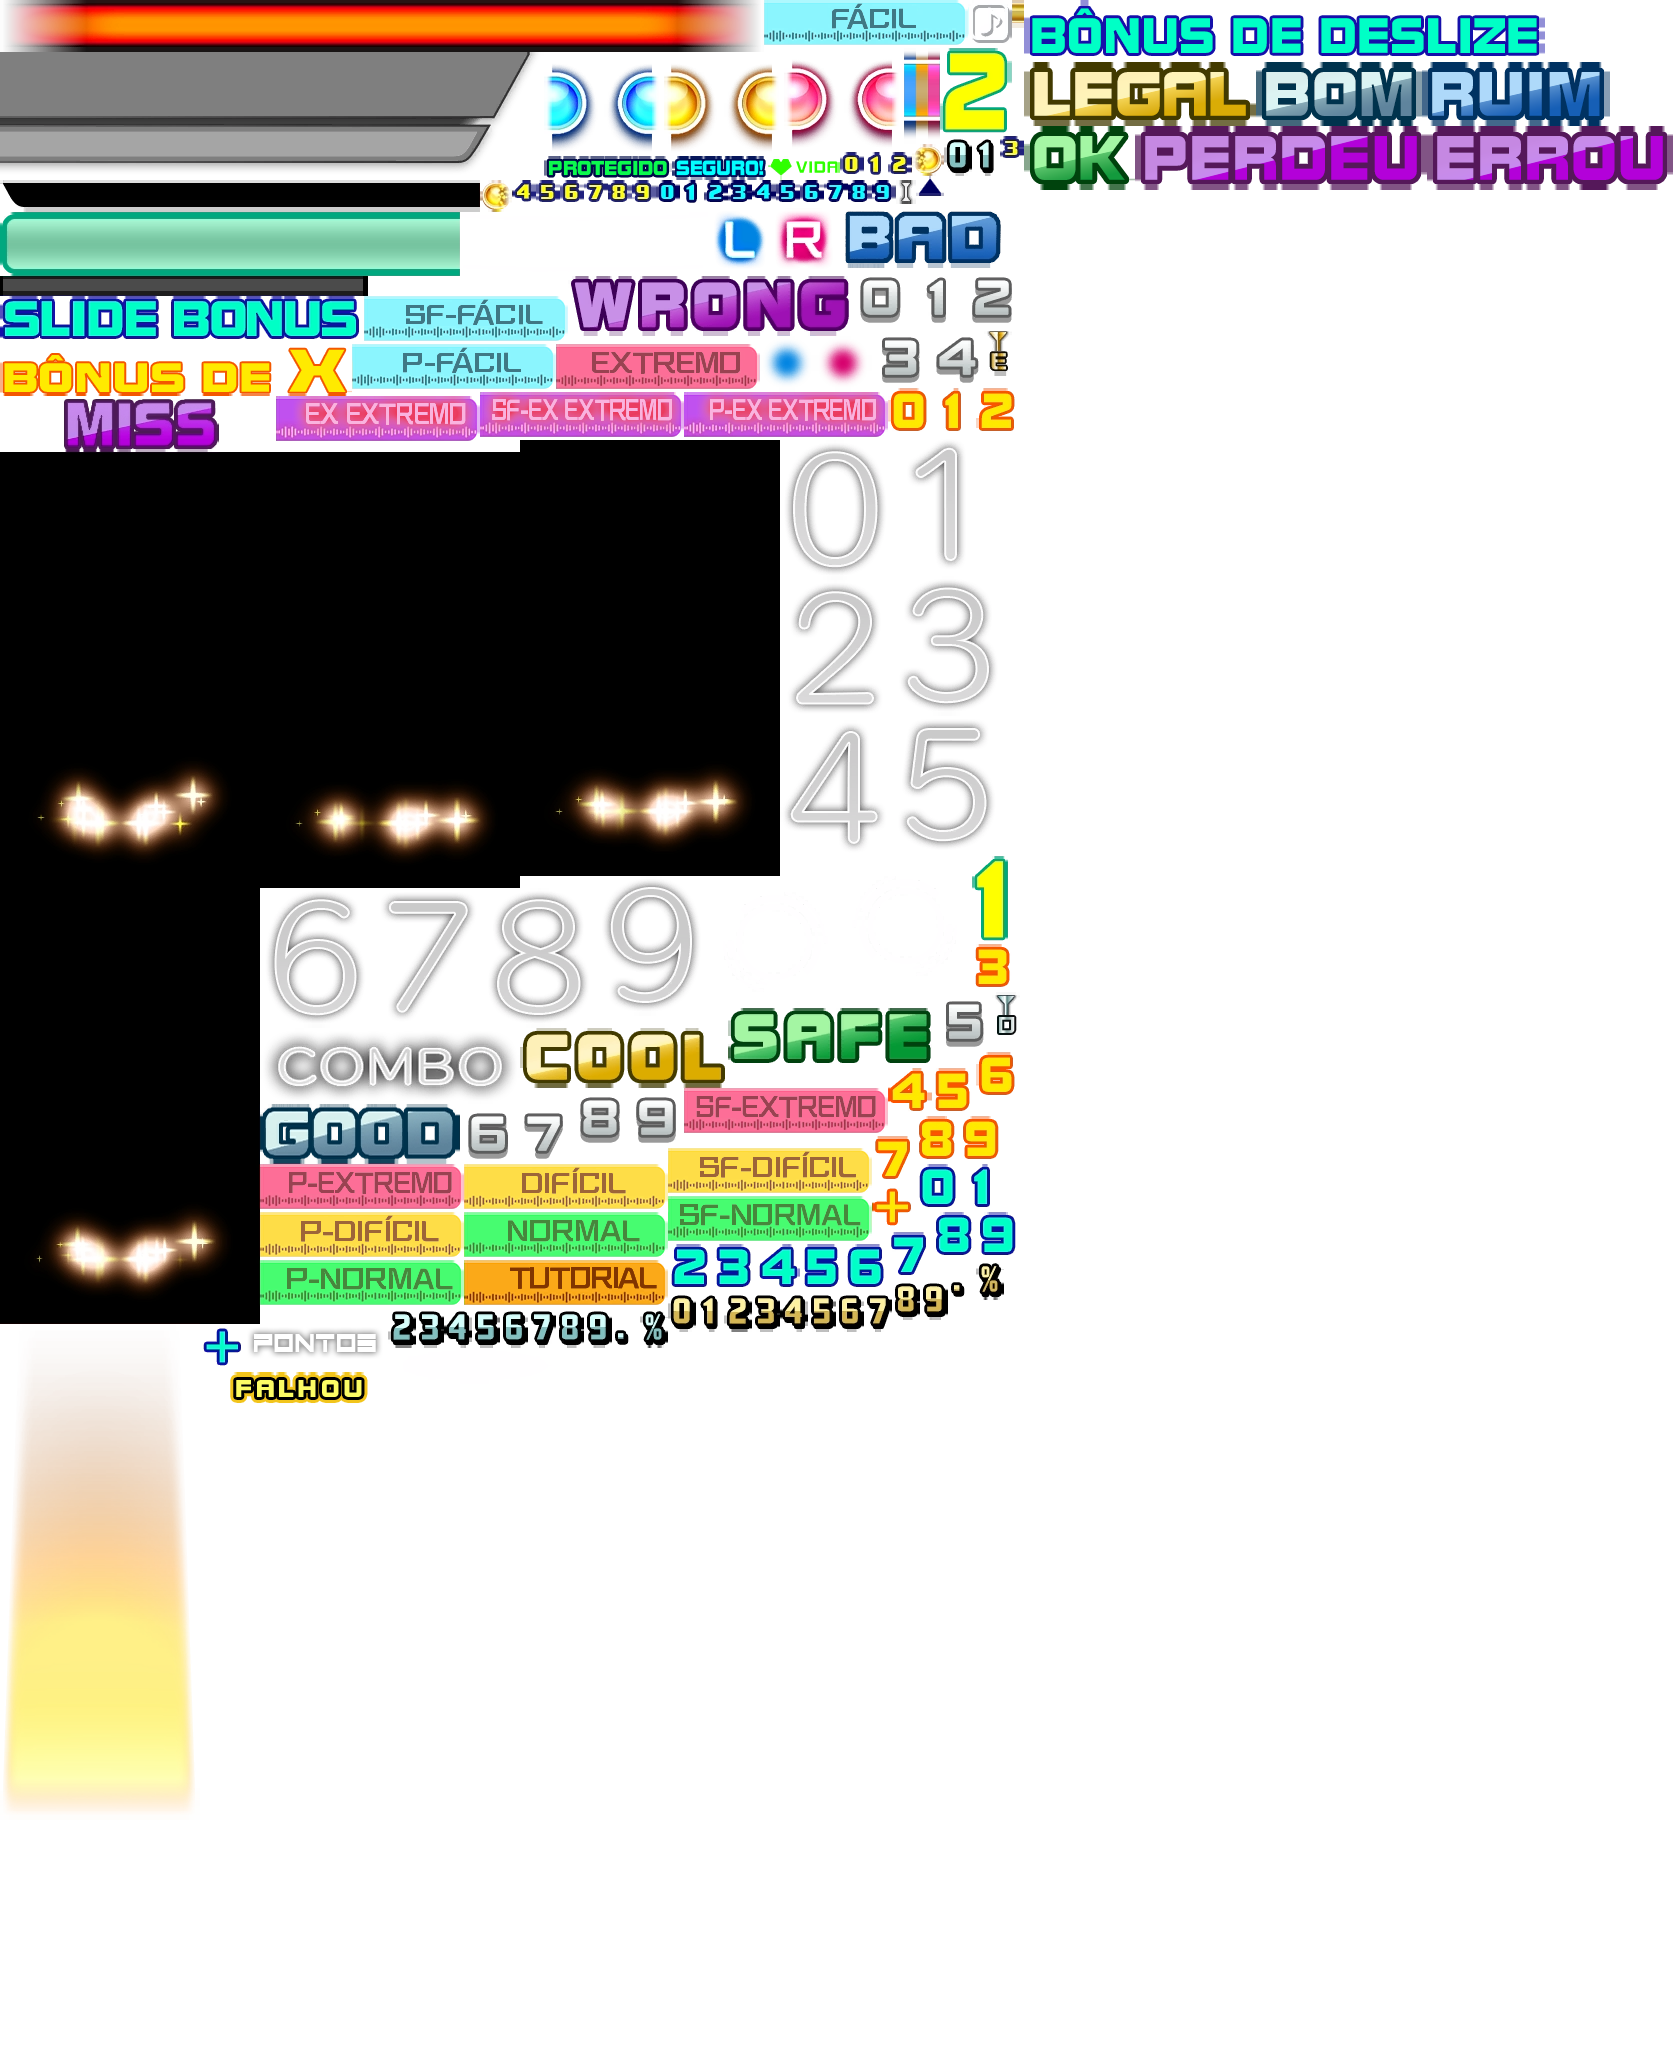 FÁCIL
BÔNUS DE DESLIZE
2
LEGAL BOM RUIM
OK PERDEU ERROU
PROTEGIDO SEGURO! VIDA 0 1 2
01
3
4 5 6 7 8 9 0 1 2 3 4 5 6 7 8 9
L R BAD
SLIDE BONUS
SF-FÁCIL
WRONG
0 1 2
BÔNUS DE X
P-FÁCIL
EXTREMO
3 4
E
MISS
EX EXTREMO
SF-EX EXTREMO
P-EX EXTREMO
0 1 2
0 1
2 3
4 5
1
6 7 8 9
3
COMBO
COOL
SAFE
5
0
GOOD
6 7 8 9
SF-EXTREMO
4 5 6
7 8 9
P-EXTREMO
DIFÍCIL
SF-DIFÍCIL
+ 0 1
P-DIFÍCIL
NORMAL
SF-NORMAL
2 3 4 5 6 7 8 9
P-NORMAL
TUTORIAL
0 1 2 3 4 5 6 7 8 9 . %
2 3 4 5 6 7 8 9 . %
+ PONTOS
FALHOU